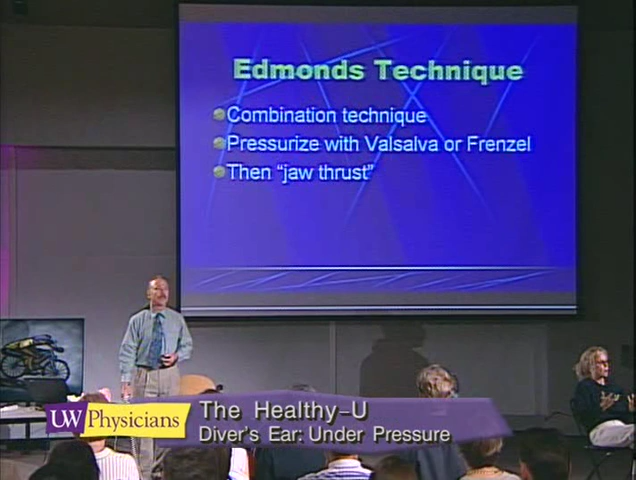 Edmonds Technique
Combination technique
Pressurize with Valsalva or Frenzel
Then “jaw thrust”
UW Physicians
The Healthy-U
Diver's Ear: Under Pressure